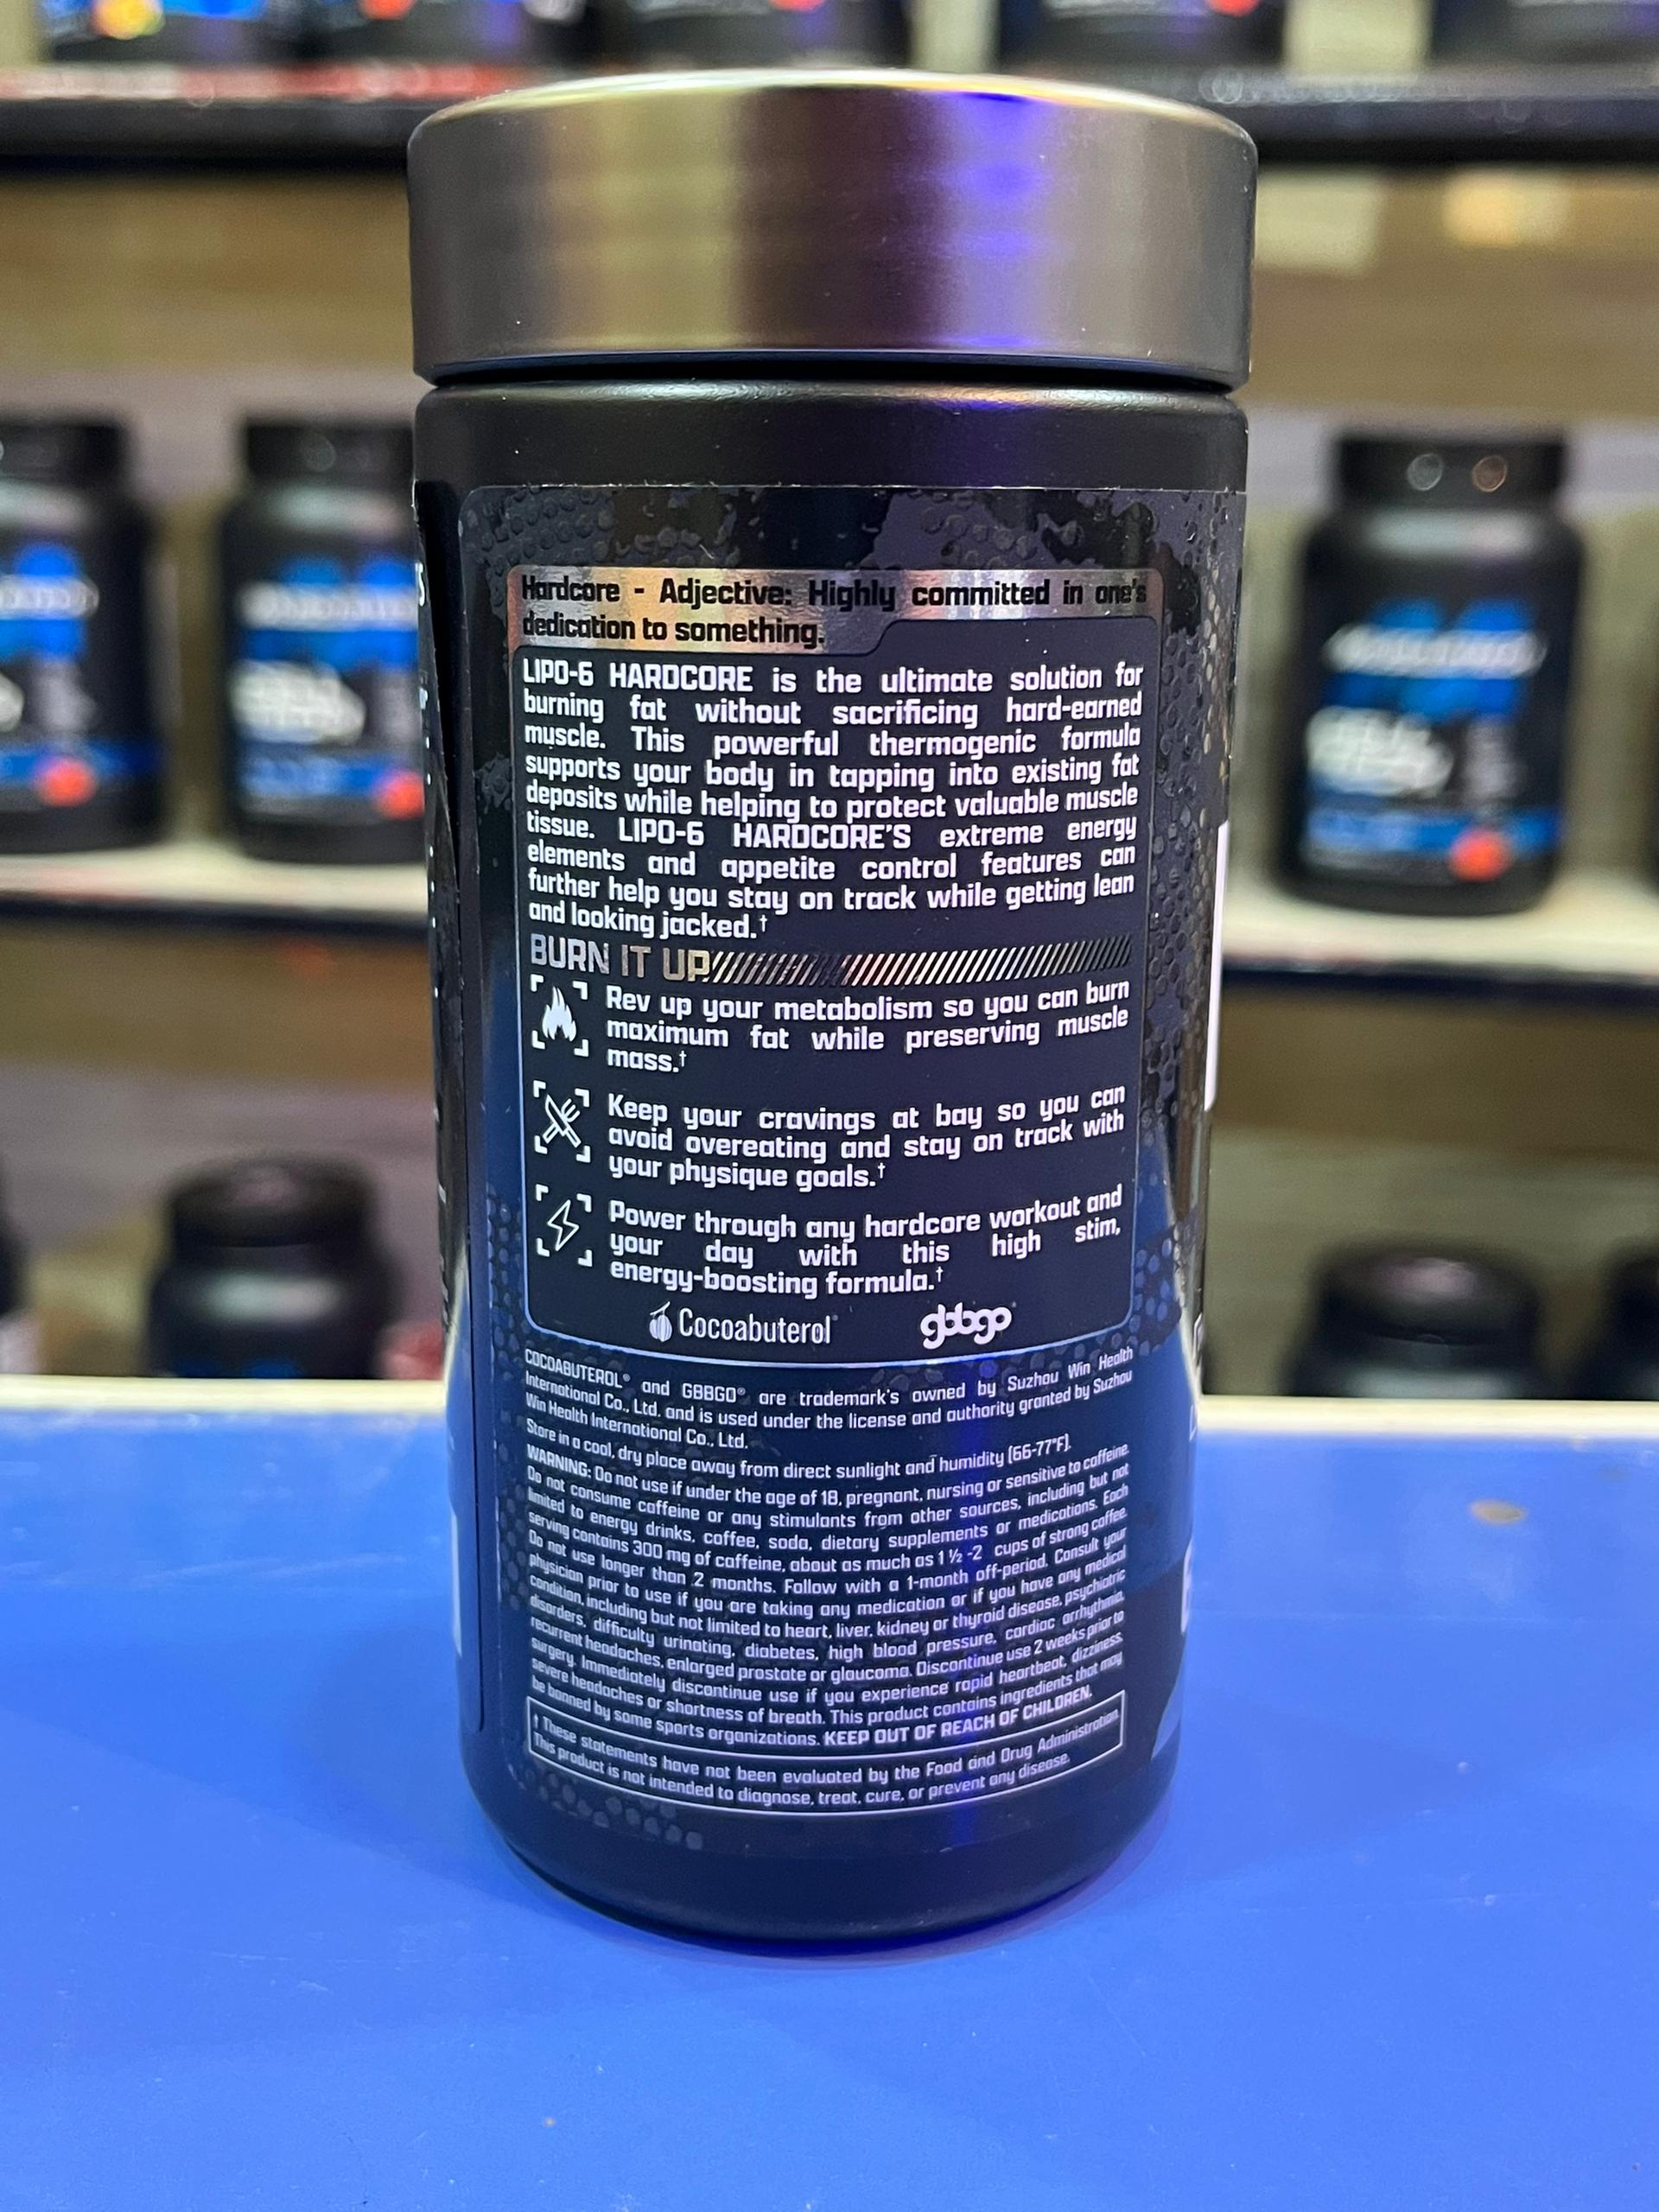 Hardcore - Adjective: Highly committed in one's
dedication to something.
LIPO-6 HARDCORE is the ultimate solution for
burning fat without sacrificing hard-earned
muscle. This powerful thermogenic formula
supports your body in tapping into existing fat
deposits while helping to protect valuable muscle
tissue. LIPO-6 HARDCORE'S extreme energy
elements and appetite control features can
further help you stay on track while getting lean
and looking jacked.†
BURN IT UP
Rev up your metabolism so you can burn
maximum fat while preserving muscle
mass.†
Keep your cravings at bay so you can
avoid overeating and stay on track with
your physique goals.†
Power through any hardcore workout and
your day with this high stim,
energy-boosting formula.†
Cocoabuterol gbbgo
COCOABUTEROL® and GBBGO® are trademark's owned by Suzhou Win Health
International Co., Ltd. and is used under the license and authority granted by Suzhou
Win Health International Co., Ltd.
Store in a cool, dry place away from direct sunlight and humidity (66-77°F).
WARNING: Do not use if under the age of 18, pregnant, nursing or sensitive to caffeine.
Do not consume caffeine or any stimulants from other sources, including but not
limited to energy drinks, coffee, soda, dietary supplements or medications. Each
serving contains 300 mg of caffeine, about as much as 1 ½ -2 cups of strong coffee.
Do not use longer than 2 months. Follow with a 1-month off-period. Consult your
physician prior to use if you are taking any medication or if you have any medical
condition, including but not limited to heart, liver, kidney or thyroid disease, psychiatric
disorders, difficulty urinating, diabetes, high blood pressure, cardiac arrhythmia,
recurrent headaches, enlarged prostate or glaucoma. Discontinue use 2 weeks prior to
surgery. Immediately discontinue use if you experience rapid heartbeat, dizziness,
severe headaches or shortness of breath. This product contains ingredients that may
be banned by some sports organizations. KEEP OUT OF REACH OF CHILDREN.
† These statements have not been evaluated by the Food and Drug Administration.
This product is not intended to diagnose, treat, cure, or prevent any disease.